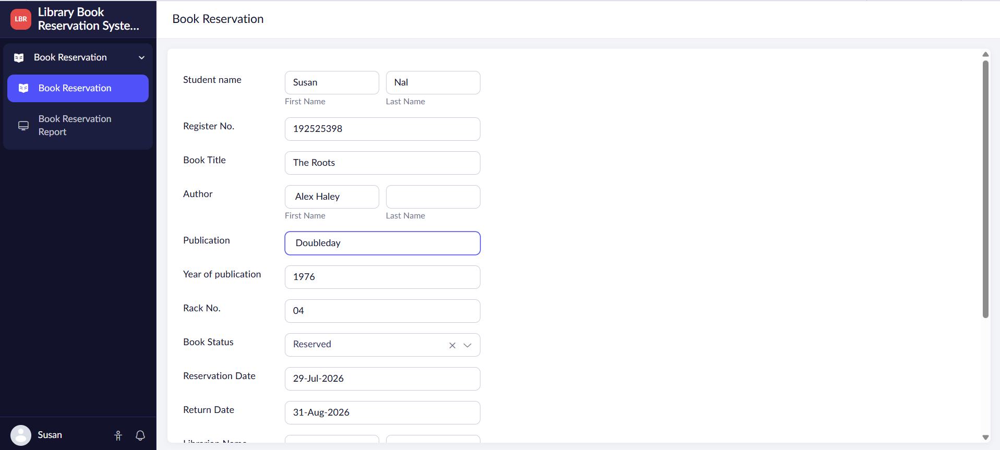 LBR
Library Book
Reservation Syste...
Book Reservation
Book Reservation
Book Reservation
Report
Susan
Book Reservation
Student name
Susan
Nal
First Name
Last Name
Register No.
192525398
Book Title
The Roots
Author
Alex Haley
First Name
Last Name
Publication
Doubleday
Year of publication
1976
Rack No.
04
Book Status
Reserved
Reservation Date
29-Jul-2026
Return Date
31-Aug-2026
Librarian Name